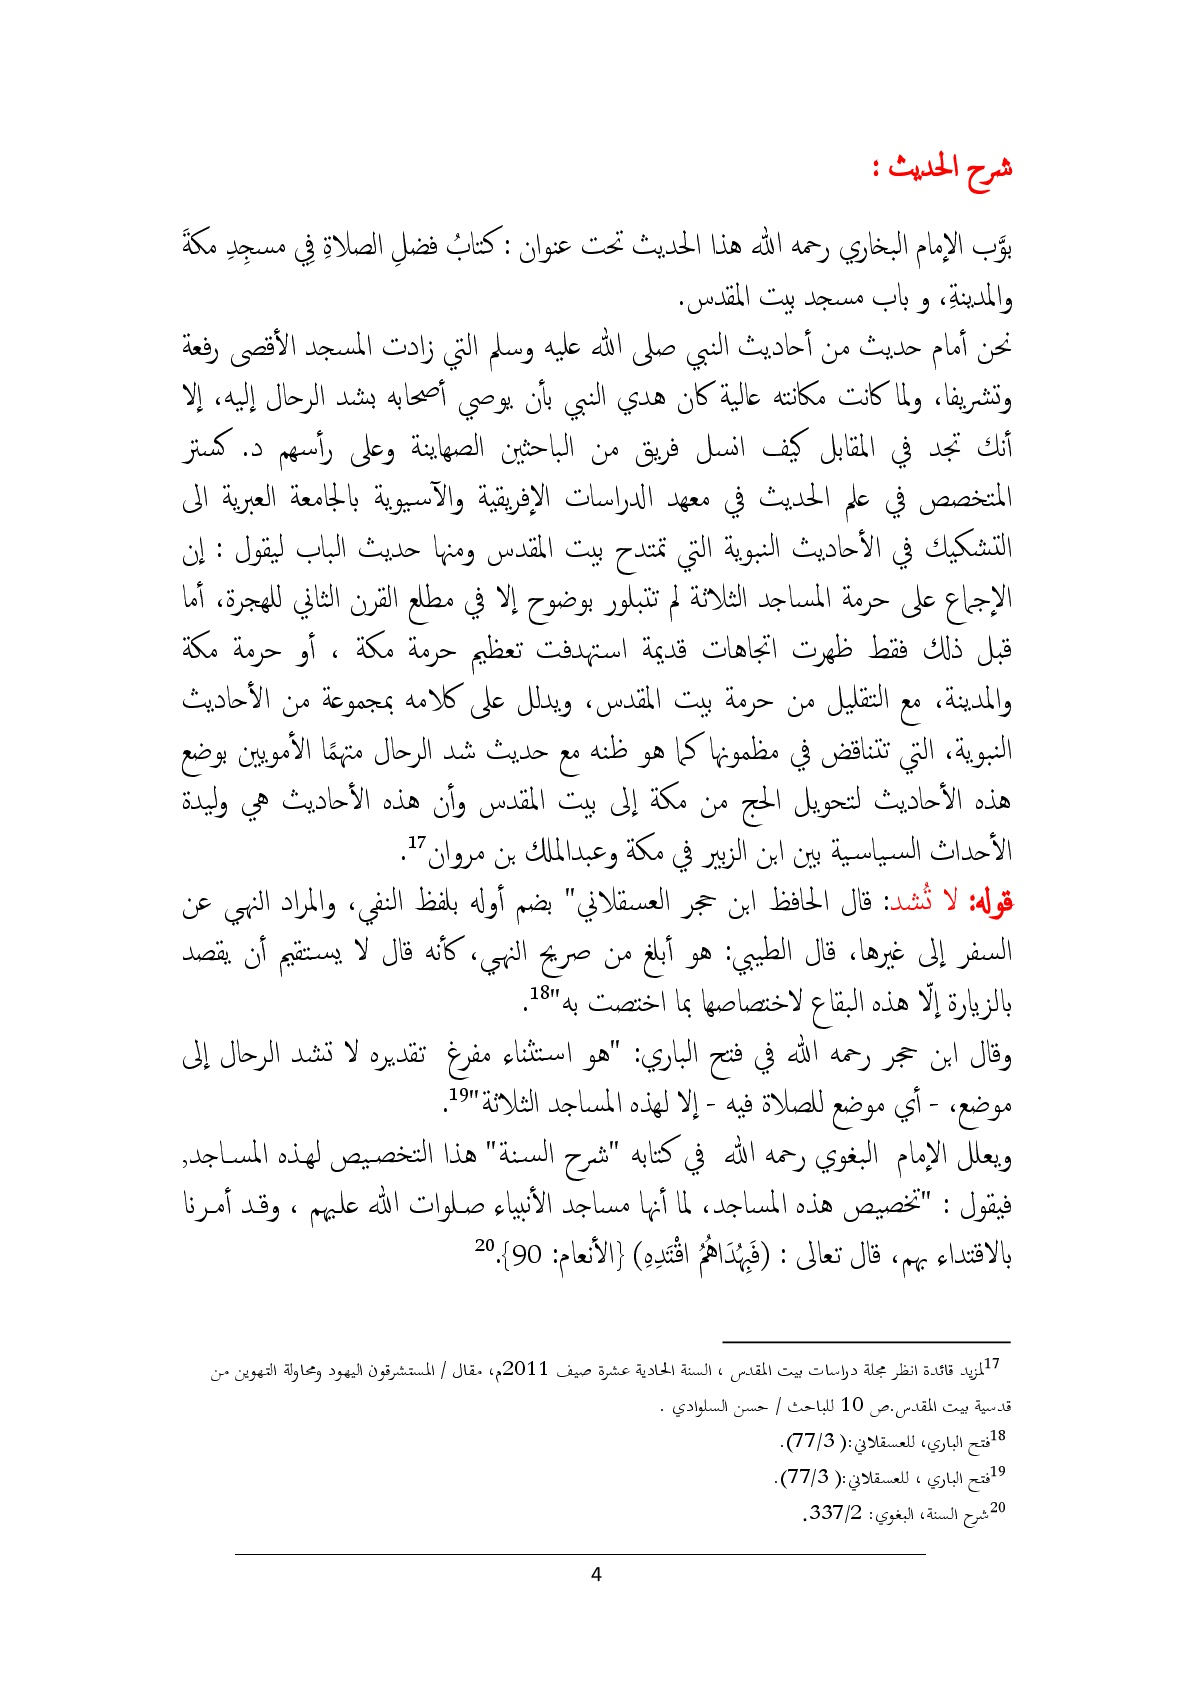 شرح الحديث :
بوَّب الإمام البخاري رحمه الله هذا الحديث تحت عنوان : كتابُ فضلِ الصلاةِ فِي مسجِدِ مكةَ
والمدينةِ، و باب مسجد بيت المقدس.
نحن أمام حديث من أحاديث النبي صلى الله عليه وسلم التي زادت المسجد الأقصى رفعة
وتشريفا، ولما كانت مكانته عالية كان هدي النبي بأن يوصي أصحابه بشد الرحال إليه، إلا
أنك تجد في المقابل كيف انسل فريق من الباحثين الصهاينة وعلى رأسهم د. كستر
المتخصص في علم الحديث في معهد الدراسات الإفريقية والآسيوية بالجامعة العبرية الى
التشكيك في الأحاديث النبوية التي تمتدح بيت المقدس ومنها حديث الباب ليقول : إن
الإجماع على حرمة المساجد الثلاثة لم تتبلور بوضوح إلا في مطلع القرن الثاني للهجرة، أما
قبل ذلك فقط ظهرت اتجاهات قديمة استهدفت تعظيم حرمة مكة ، أو حرمة مكة
والمدينة، مع التقليل من حرمة بيت المقدس، ويدلل على كلامه بمجموعة من الأحاديث
النبوية، التي تتناقض في مظمونها كما هو ظنه مع حديث شد الرحال متهمًا الأمويين بوضع
هذه الأحاديث لتحويل الحج من مكة إلى بيت المقدس وأن هذه الأحاديث هي وليدة
الأحداث السياسية بين ابن الزبير في مكة وعبدالملك بن مروان17.
قوله: لا تُشد: قال الحافظ ابن حجر العسقلاني" بضم أوله بلفظ النفي، والمراد النهي عن
السفر إلى غيرها، قال الطيبي: هو أبلغ من صريح النهي، كأنه قال لا يستقيم أن يقصد
بالزيارة إلّا هذه البقاع لاختصاصها بما اختصت به"18.
وقال ابن حجر رحمه الله في فتح الباري: "هو استثناء مفرغ تقديره لا تشد الرحال إلى
موضع، - أي موضع للصلاة فيه - إلا لهذه المساجد الثلاثة"19.
ويعلل الإمام البغوي رحمه الله في كتابه "شرح السنة" هذا التخصيص لهذه المساجد,
فيقول : "تخصيص هذه المساجد، لما أنها مساجد الأنبياء صلوات الله عليهم ، وقد أمرنا
بالاقتداء بهم، قال تعالى : (فَبِهُدَاهُمُ اقْتَدِهِ) {الأنعام: 90}.20
17لمزيد فائدة انظر مجلة دراسات بيت المقدس ، السنة الحادية عشرة صيف 2011م، مقال / المستشرقون اليهود ومحاولة التهوين من
قدسية بيت المقدس.ص 10 للباحث / حسن السلوادي .
18فتح الباري، للعسقلاني:( 77/3).
19فتح الباري ، للعسقلاني:( 77/3).
20شرح السنة، البغوي: 337/2.
4